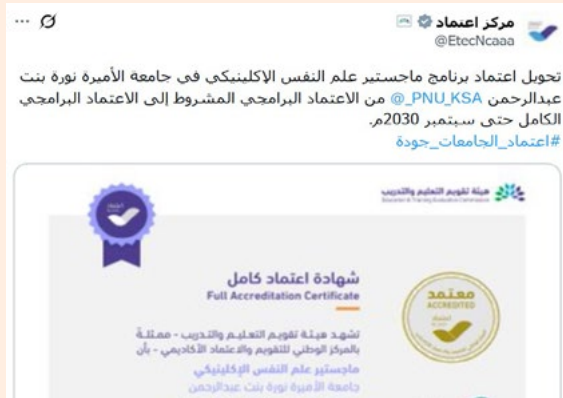 مركز اعتماد
@EtecNcaaa
تحويل اعتماد برنامج ماجستير علم النفس الإكلينيكي في جامعة الأميرة نورة بنت
عبدالرحمن @_PNU_KSA من الاعتماد البرامجي المشروط إلى الاعتماد البرامجي
الكامل حتى سبتمبر 2030م.
#اعتماد_الجامعات_جودة
هيئة تقويم التعليم والتدريب
Education & Training Evaluation Commission
اعتماد
شهادة اعتماد كامل
Full Accreditation Certificate
معتمد
ACCREDITED
اعتماد
تشهد هيئة تقويم التعليم والتدريب - ممثلة
بالمركز الوطني للتقويم والاعتماد الأكاديمي - بأن
ماجستير علم النفس الإكلينيكي
جامعة الأميرة نورة بنت عبدالرحمن